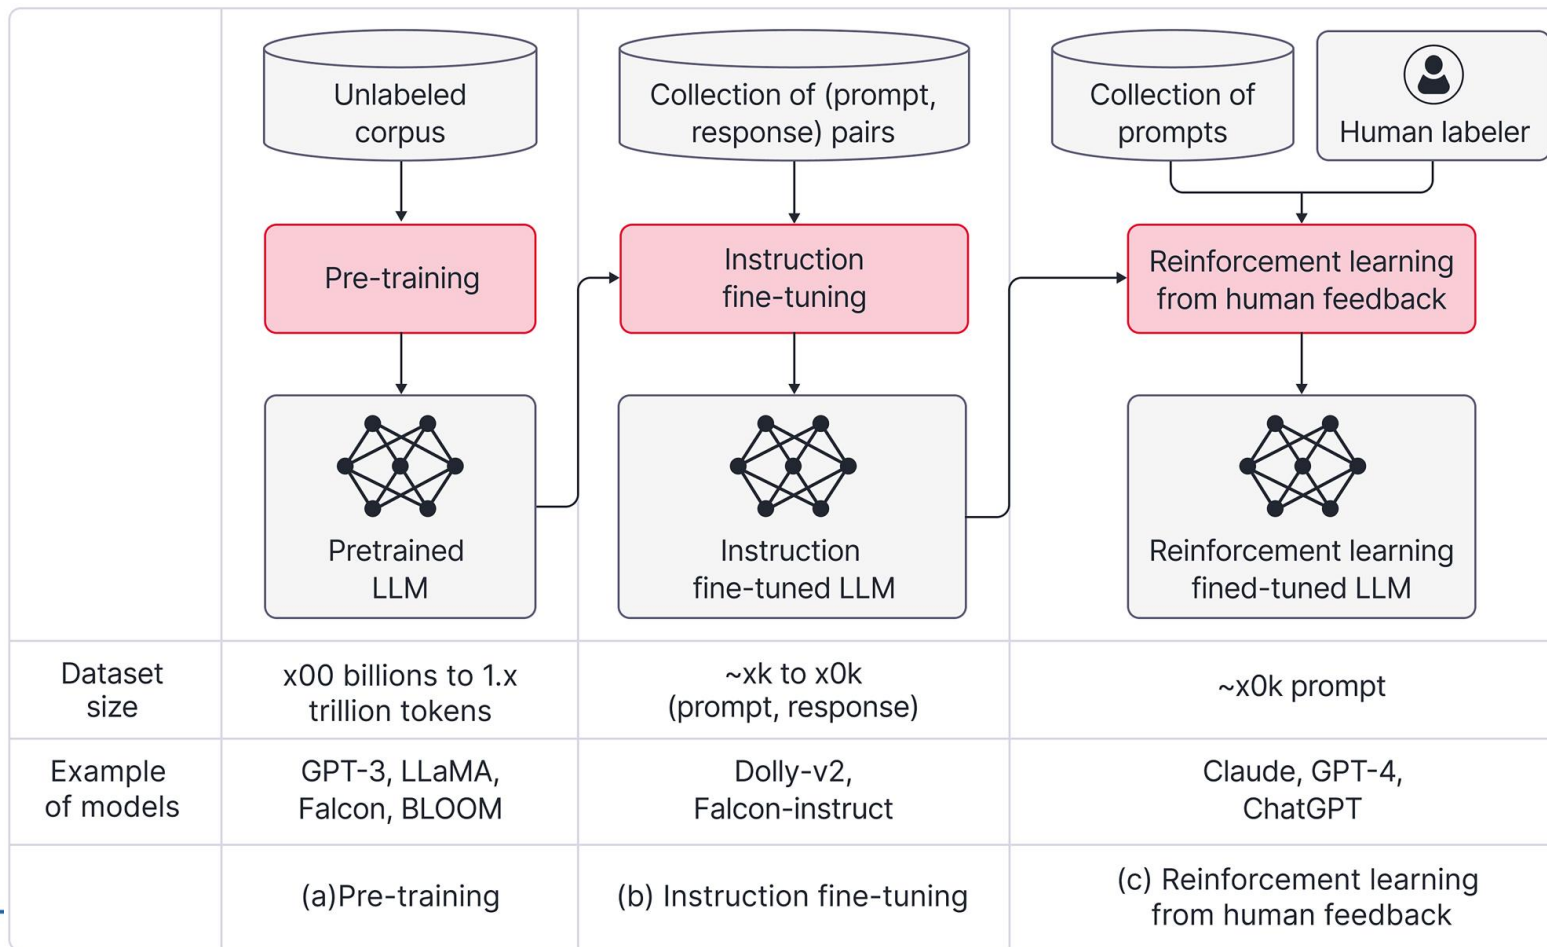 Unlabeled
corpus
Collection of (prompt,
response) pairs
Collection of
prompts
Human labeler
Pre-training
Instruction
fine-tuning
Reinforcement learning
from human feedback
Pretrained
LLM
Instruction
fine-tuned LLM
Reinforcement learning
fined-tuned LLM
Dataset
size
x00 billions to 1.x
trillion tokens
~xk to x0k
(prompt, response)
~x0k prompt
Example
of models
GPT-3, LLaMA,
Falcon, BLOOM
Dolly-v2,
Falcon-instruct
Claude, GPT-4,
ChatGPT
(a)Pre-training
(b) Instruction fine-tuning
(c) Reinforcement learning
from human feedback